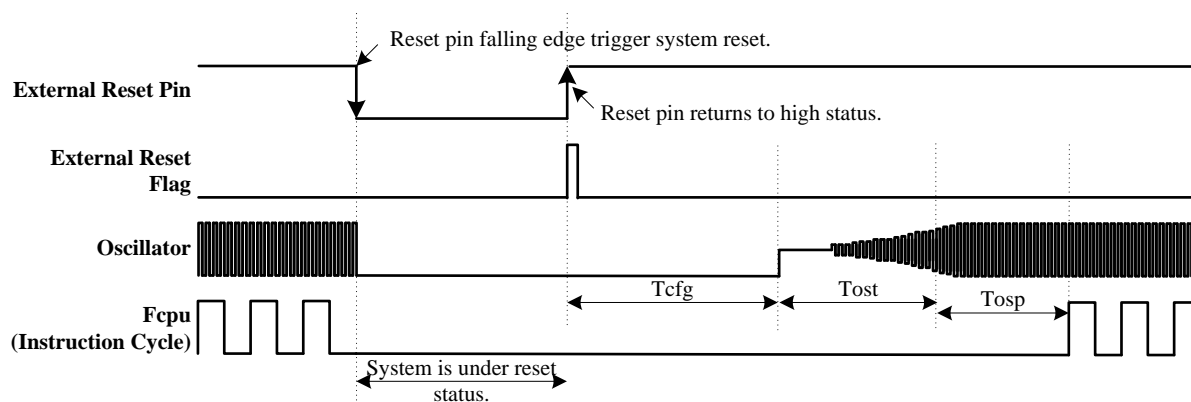 Reset pin falling edge trigger system reset.
External Reset Pin
Reset pin returns to high status.
External Reset
Flag
Oscillator
Tcfg
Tost
Tosp
Fcpu
(Instruction Cycle)
System is under reset
status.